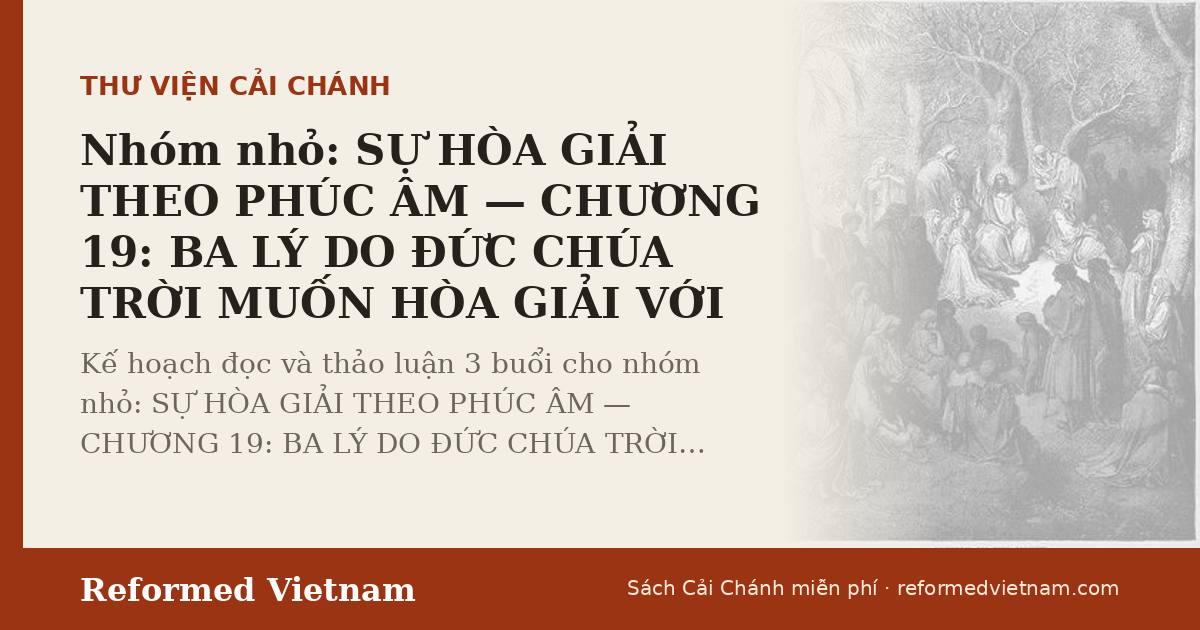 THƯ VIỆN CẢI CHÁNH
Nhóm nhỏ: SỰ HÒA GIẢI
THEO PHÚC ÂM — CHƯƠNG
19: BA LÝ DO ĐỨC CHÚA
TRỜI MUỐN HÒA GIẢI VỚI
Kế hoạch đọc và thảo luận 3 buổi cho nhóm
nhỏ: SỰ HÒA GIẢI THEO PHÚC ÂM —
CHƯƠNG 19: BA LÝ DO ĐỨC CHÚA TRỜI…
Reformed Vietnam
Sách Cải Chánh miễn phí · reformedvietnam.com